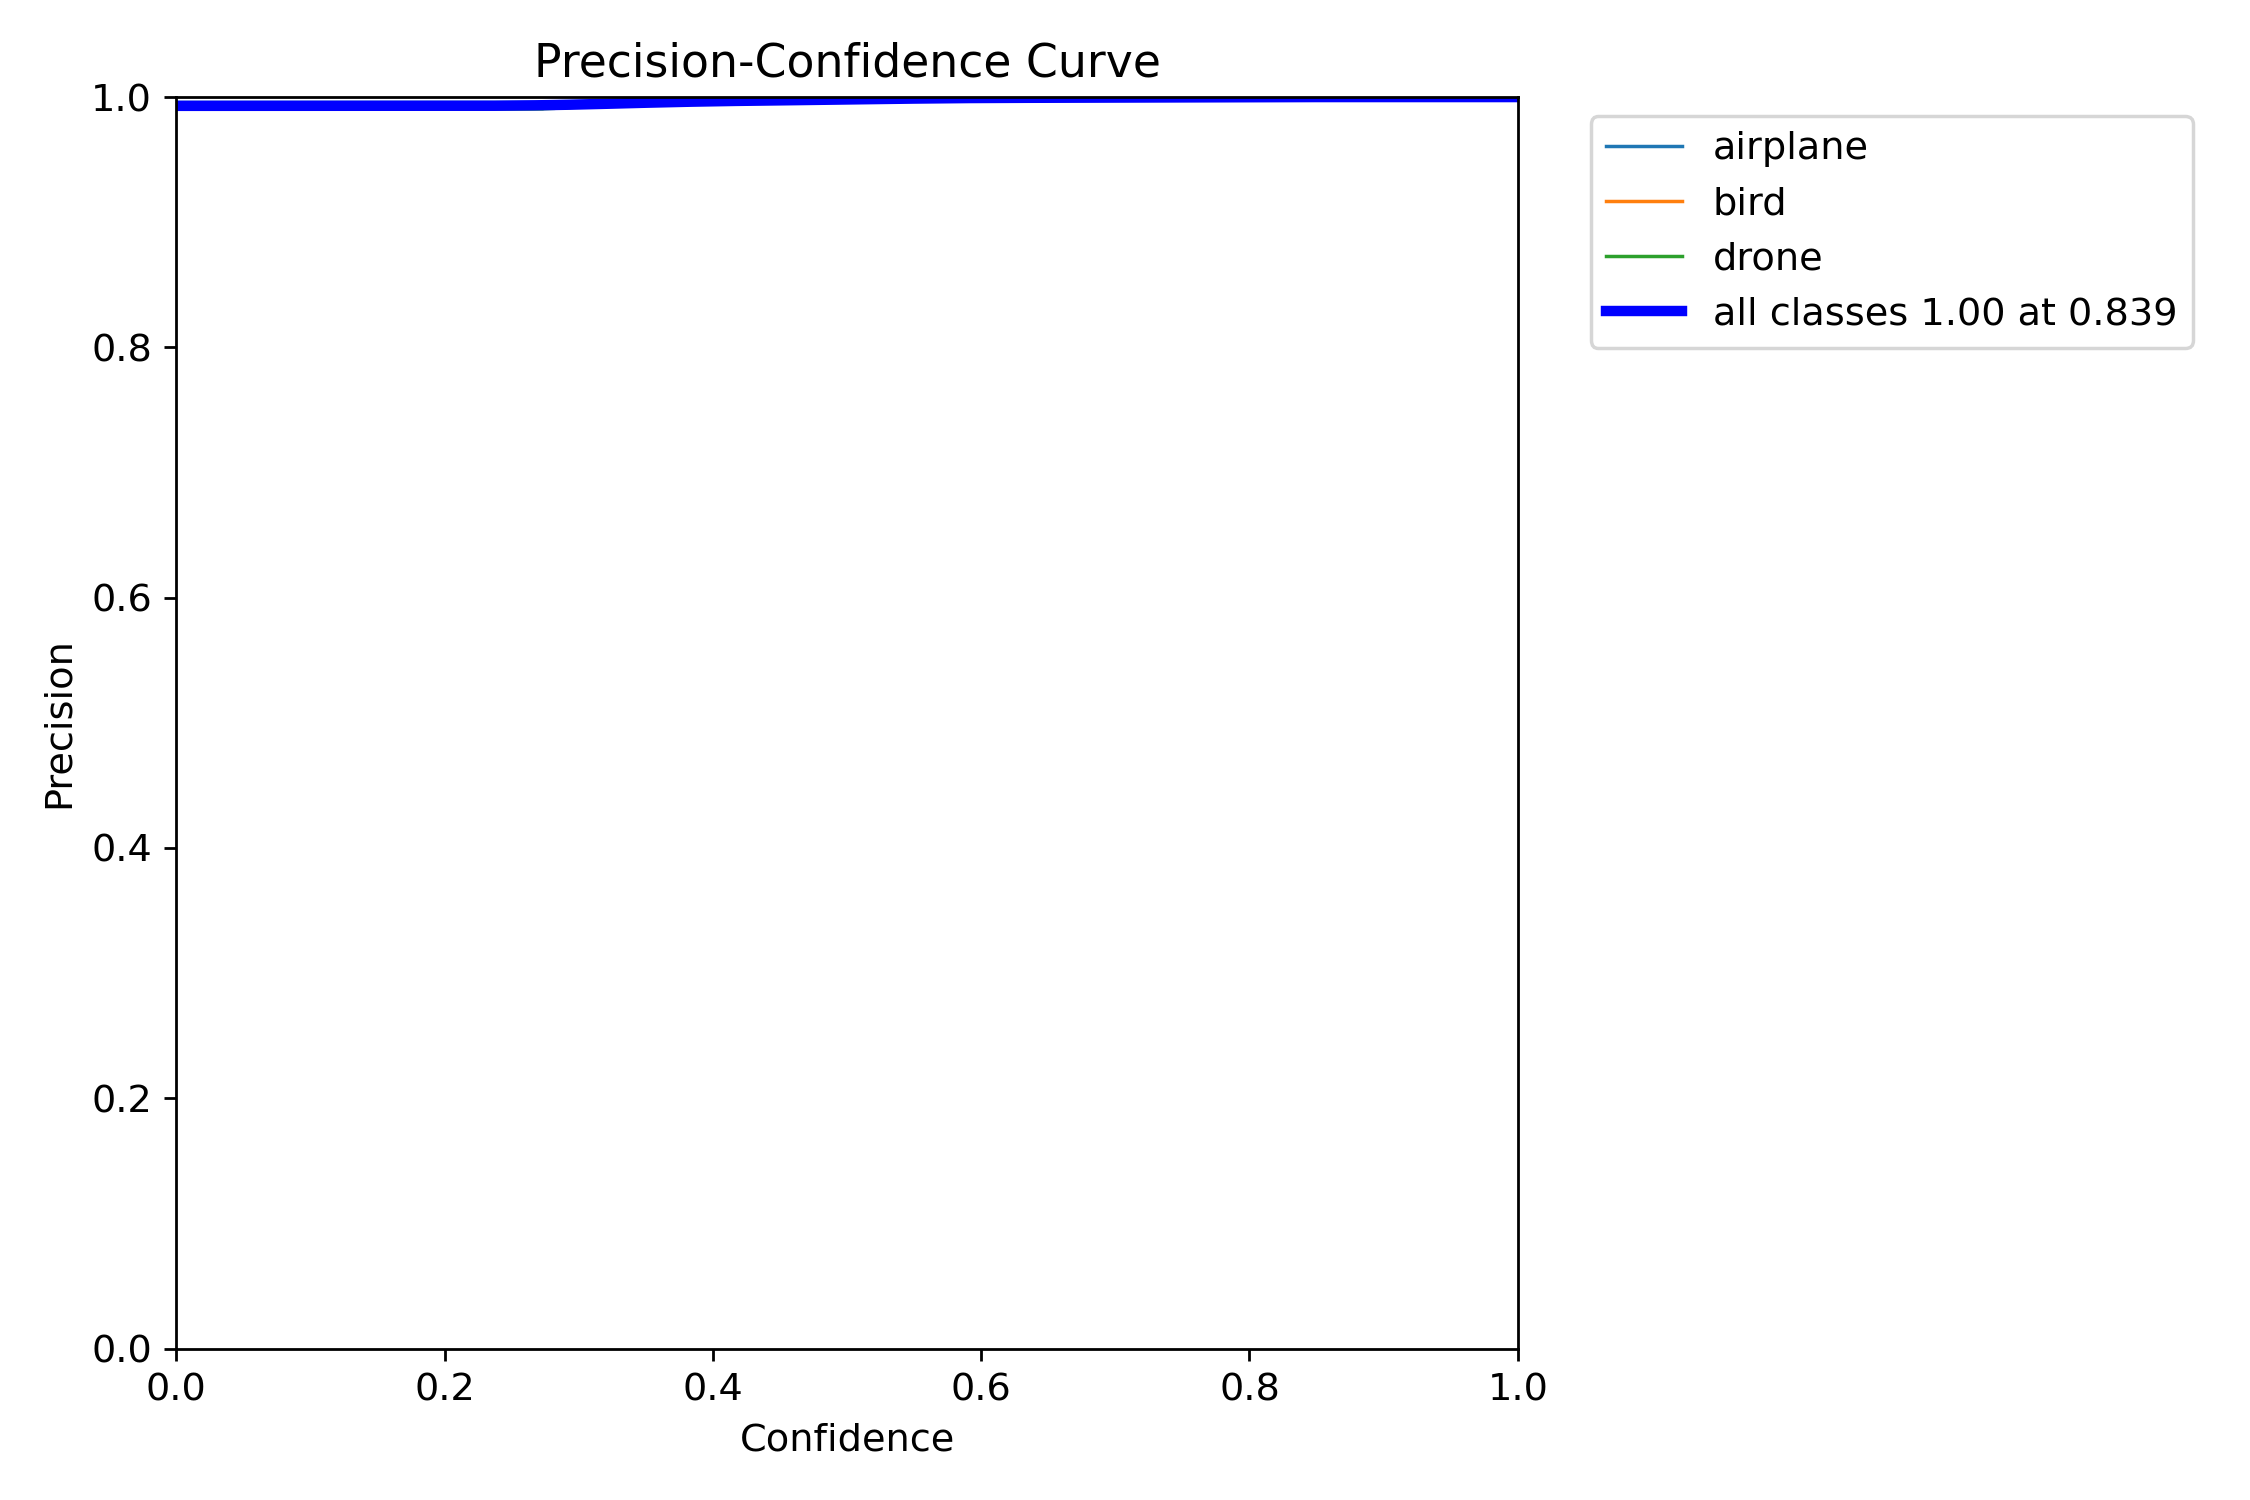 Precision-Confidence Curve
1.0
0.8
0.6
0.4
0.2
0.0
Precision
0.0 0.2 0.4 0.6 0.8 1.0
Confidence
airplane
bird
drone
all classes 1.00 at 0.839